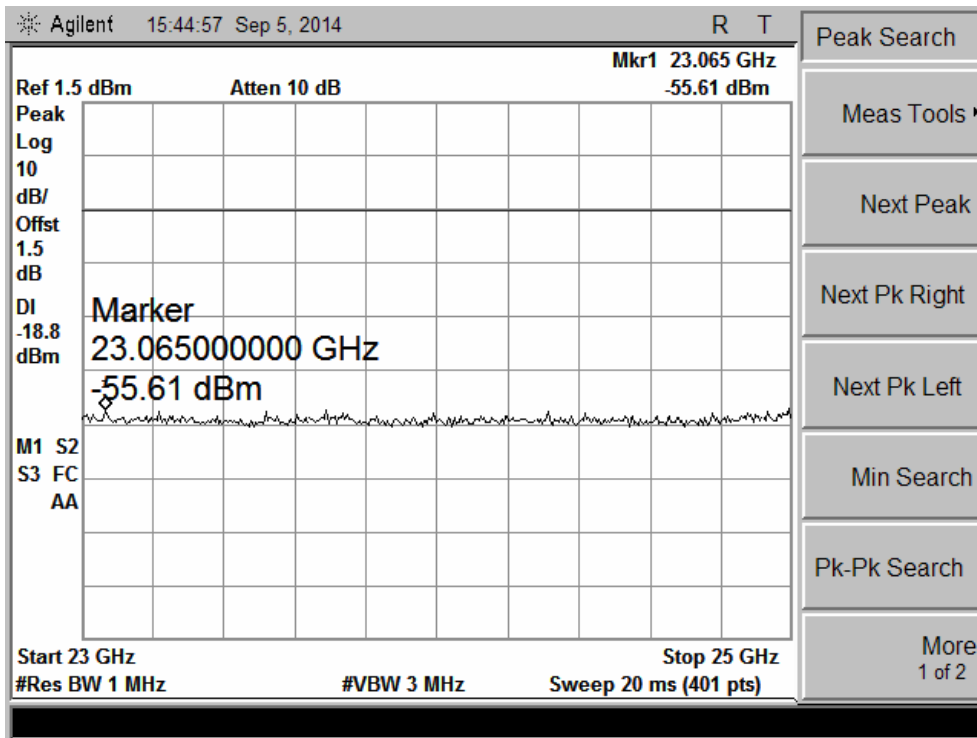 Agilent 15:44:57 Sep 5, 2014 R T
Peak Search
Mkr1 23.065 GHz
Ref 1.5 dBm Atten 10 dB -55.61 dBm
Peak
Log
10
dB/
Offst
1.5
dB
DI
-18.8
dBm
Marker
23.065000000 GHz
-55.61 dBm
M1 S2
S3 FC
AA
Start 23 GHz Stop 25 GHz
#Res BW 1 MHz #VBW 3 MHz Sweep 20 ms (401 pts)
Meas Tools
Next Peak
Next Pk Right
Next Pk Left
Min Search
Pk-Pk Search
More
1 of 2